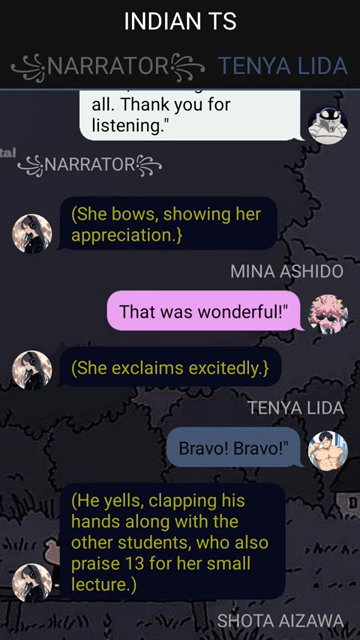 INDIAN TS
꧁NARRATOR꧂ TENYA LIDA
all. Thank you for
listening."
tal
꧁NARRATOR꧂
(She bows, showing her
appreciation.}
MINA ASHIDO
That was wonderful!"
(She exclaims excitedly.}
TENYA LIDA
Bravo! Bravo!"
(He yells, clapping his
hands along with the
other students, who also
praise 13 for her small
lecture.)
SHOTA AIZAWA